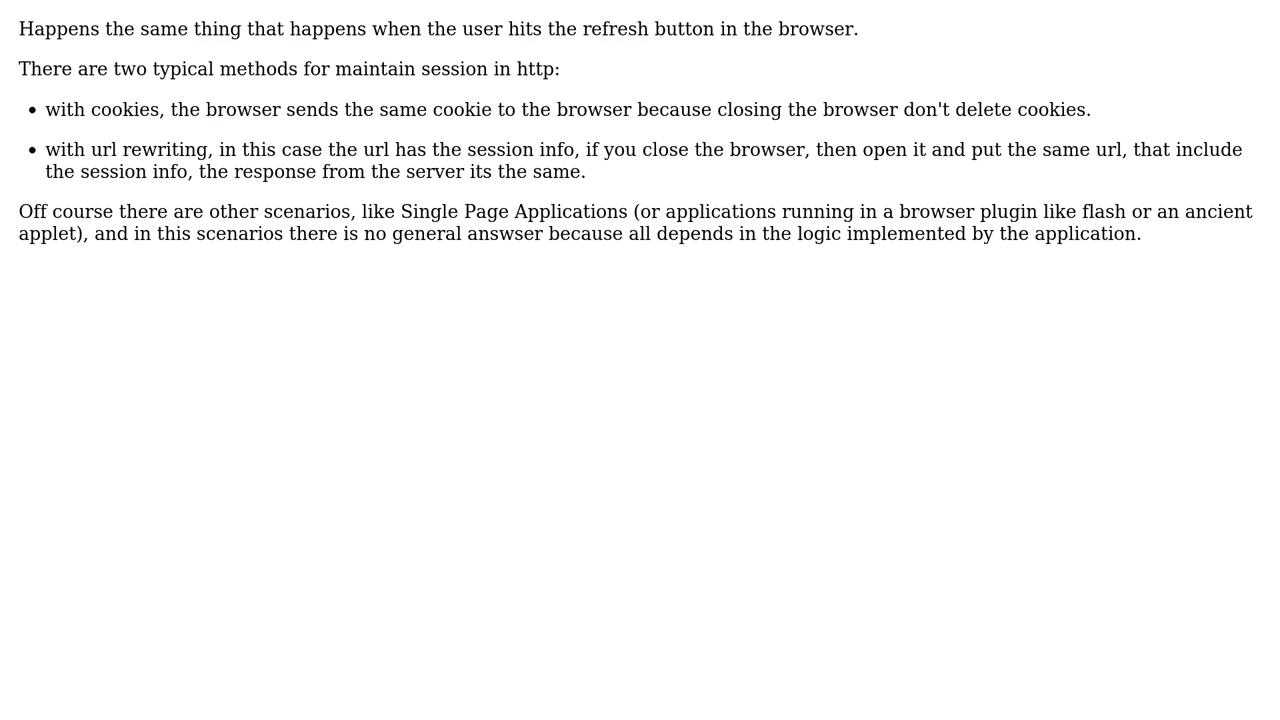 Happens the same thing that happens when the user hits the refresh button in the browser.
There are two typical methods for maintain session in http:
• with cookies, the browser sends the same cookie to the browser because closing the browser don't delete cookies.
• with url rewriting, in this case the url has the session info, if you close the browser, then open it and put the same url, that include
the session info, the response from the server its the same.
Off course there are other scenarios, like Single Page Applications (or applications running in a browser plugin like flash or an ancient
applet), and in this scenarios there is no general answser because all depends in the logic implemented by the application.